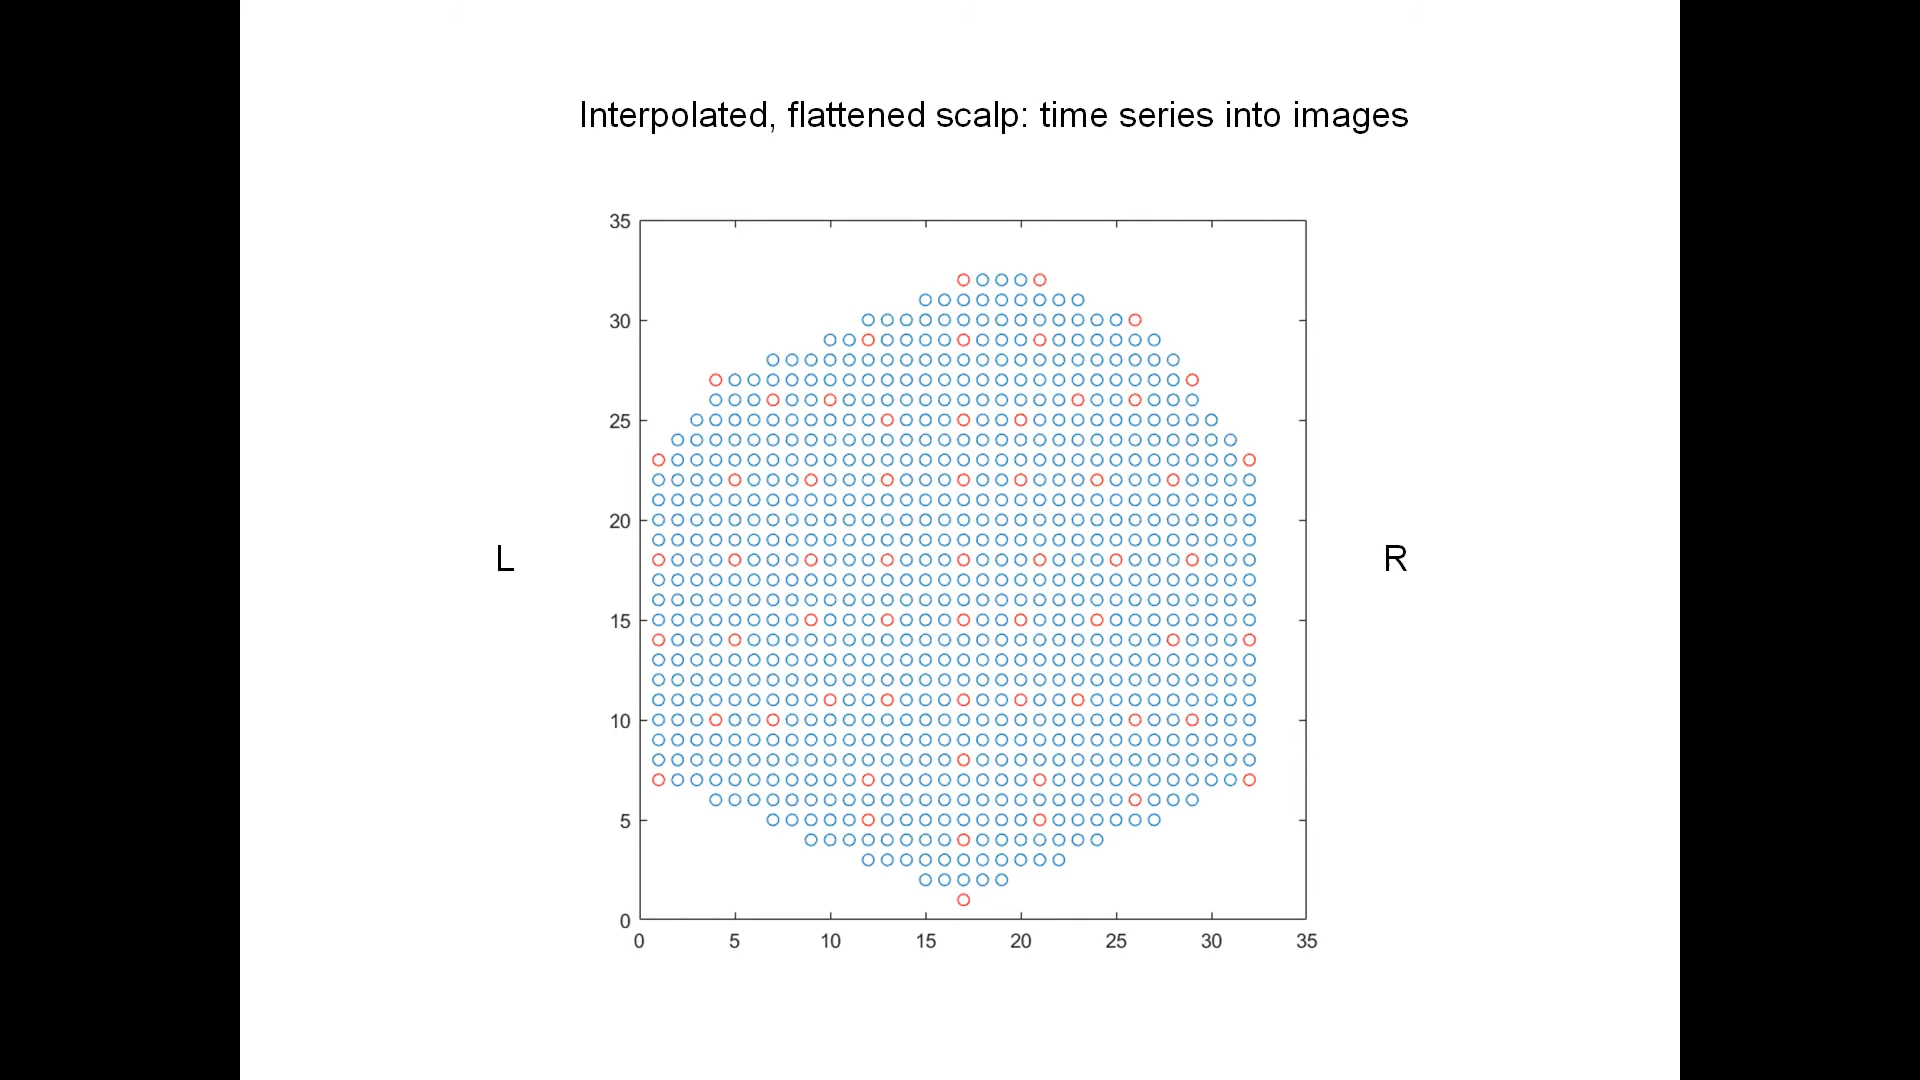 Interpolated, flattened scalp: time series into images
35
30
25
20
15
10
5
0
L
R
0 5 10 15 20 25 30 35